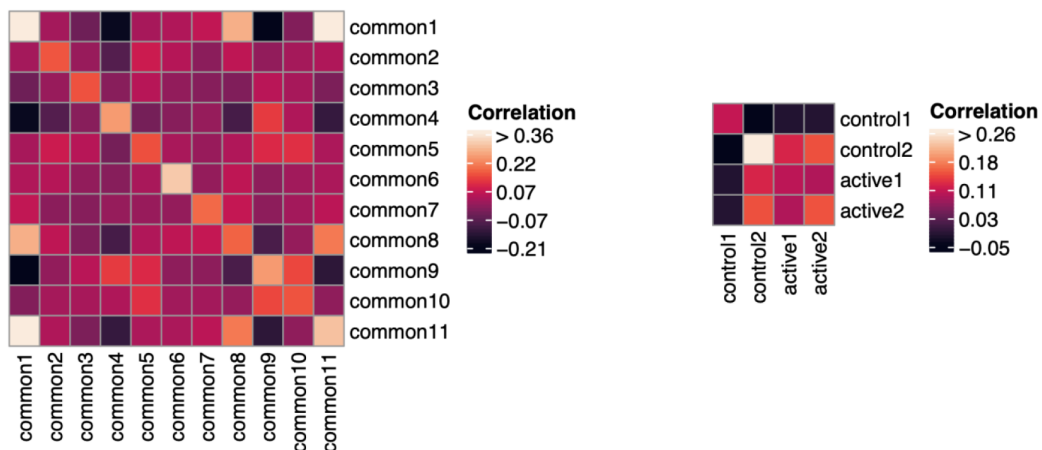 common1
common2
common3
common4
common5
common6
common7
common8
common9
common10
common11
common1
common2
common3
common4
common5
common6
common7
common8
common9
common10
common11
Correlation
> 0.36
0.22
0.07
−0.07
−0.21
control1
control2
active1
active2
control1
control2
active1
active2
Correlation
> 0.26
0.18
0.11
0.03
−0.05